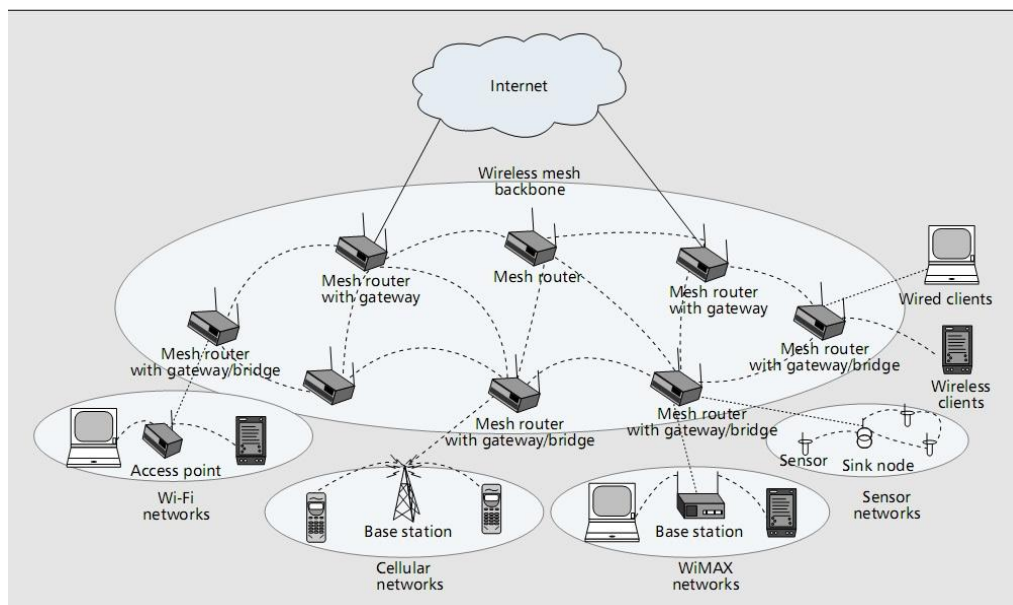 Internet
Wireless mesh
backbone
Mesh router
with gateway
Mesh router
Mesh router
with gateway
Wired clients
Mesh router
with gateway/bridge
Mesh router
with gateway/bridge
Wireless
clients
Mesh router
with gateway/bridge
Mesh router
with gateway/bridge
Access point
Wi-Fi
networks
Sensor
Sink node
Sensor
networks
Base station
Cellular
networks
Base station
WiMAX
networks